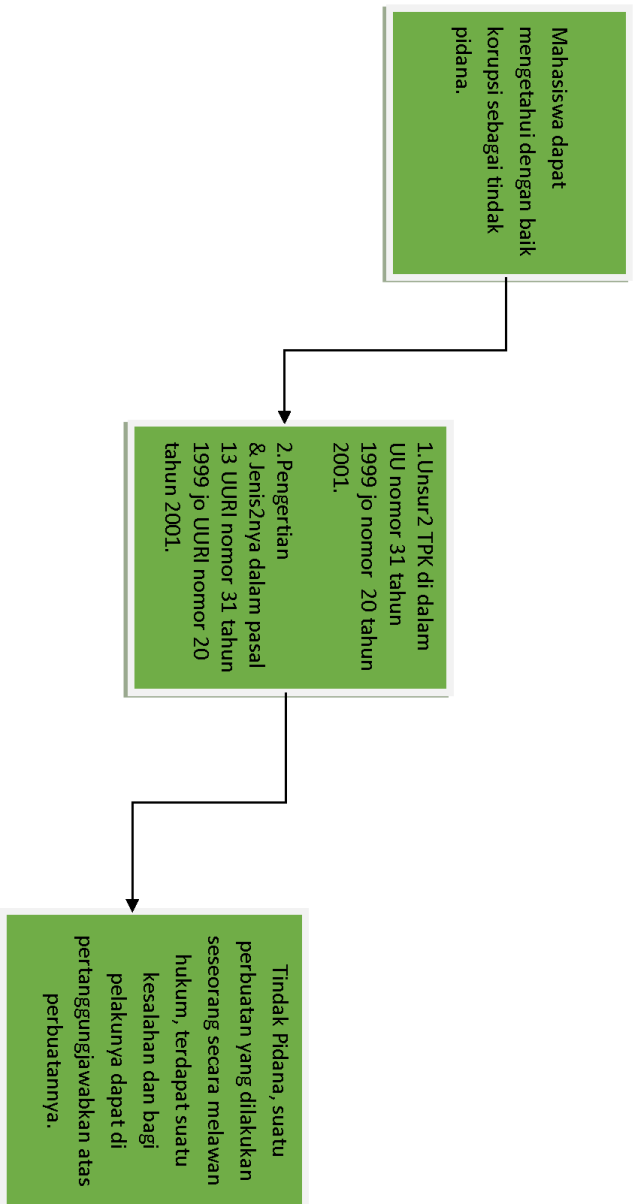 Mahasiswa dapat
mengetahui dengan baik
korupsi sebagai tindak
pidana.
1.Unsur2 TPK di dalam
UU nomor 31 tahun
1999 jo nomor 20 tahun
2001.
2.Pengertian
& Jenis2nya dalam pasal
13 UURI nomor 31 tahun
1999 jo UURI nomor 20
tahun 2001.
Tindak Pidana, suatu
perbuatan yang dilakukan
seseorang secara melawan
hukum, terdapat suatu
kesalahan dan bagi
pelakunya dapat di
pertanggungjawabkan atas
perbuatannya.